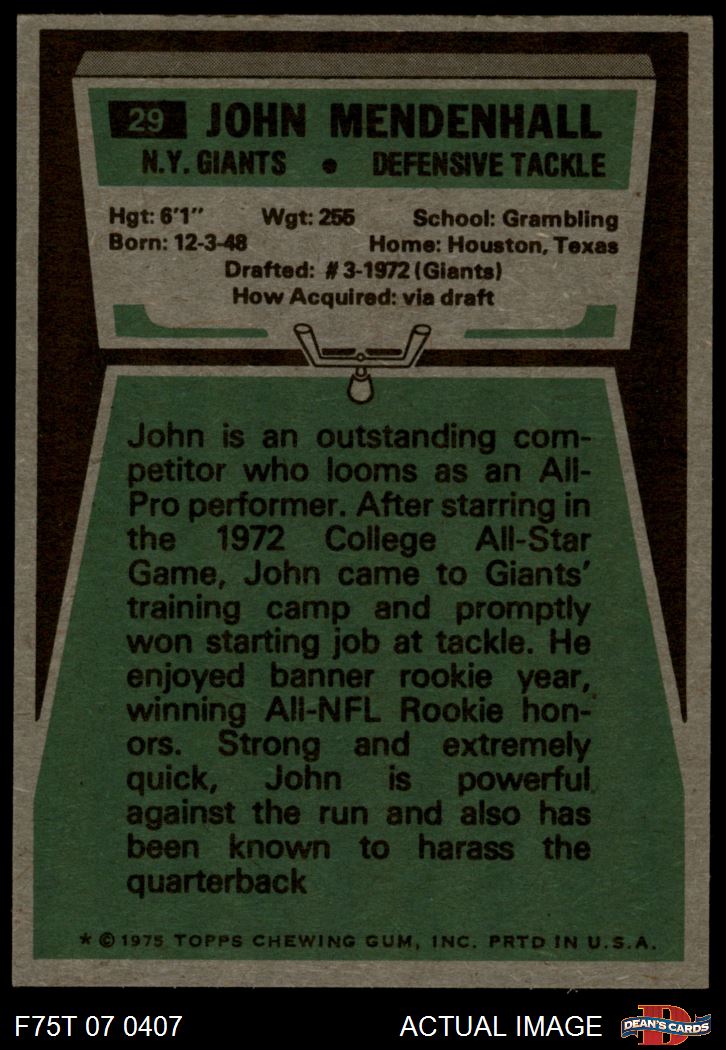 29 JOHN MENDENHALL
N.Y. GIANTS • DEFENSIVE TACKLE
Hgt: 6'1" Wgt: 255 School: Grambling
Born: 12-3-48 Home: Houston, Texas
Drafted: #3-1972 (Giants)
How Acquired: via draft
John is an outstanding com-
petitor who looms as an All-
Pro performer. After starring in
the 1972 College All-Star
Game, John came to Giants'
training camp and promptly
won starting job at tackle. He
enjoyed banner rookie year,
winning All-NFL Rookie hon-
ors. Strong and extremely
quick, John is powerful
against the run and also has
been known to harass the
quarterback
* © 1975 TOPPS CHEWING GUM, INC. PRTD IN U.S.A.
F75T 07 0407 ACTUAL IMAGE D DEAN'S CARDS